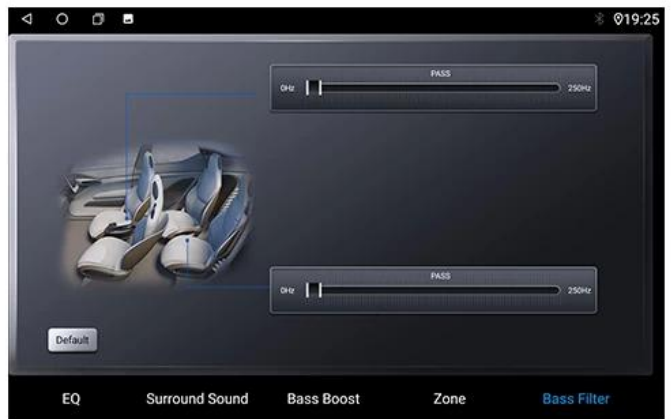 19:25
PASS
0Hz 250Hz
PASS
0Hz 250Hz
Default
EQ Surround Sound Bass Boost Zone Bass Filter